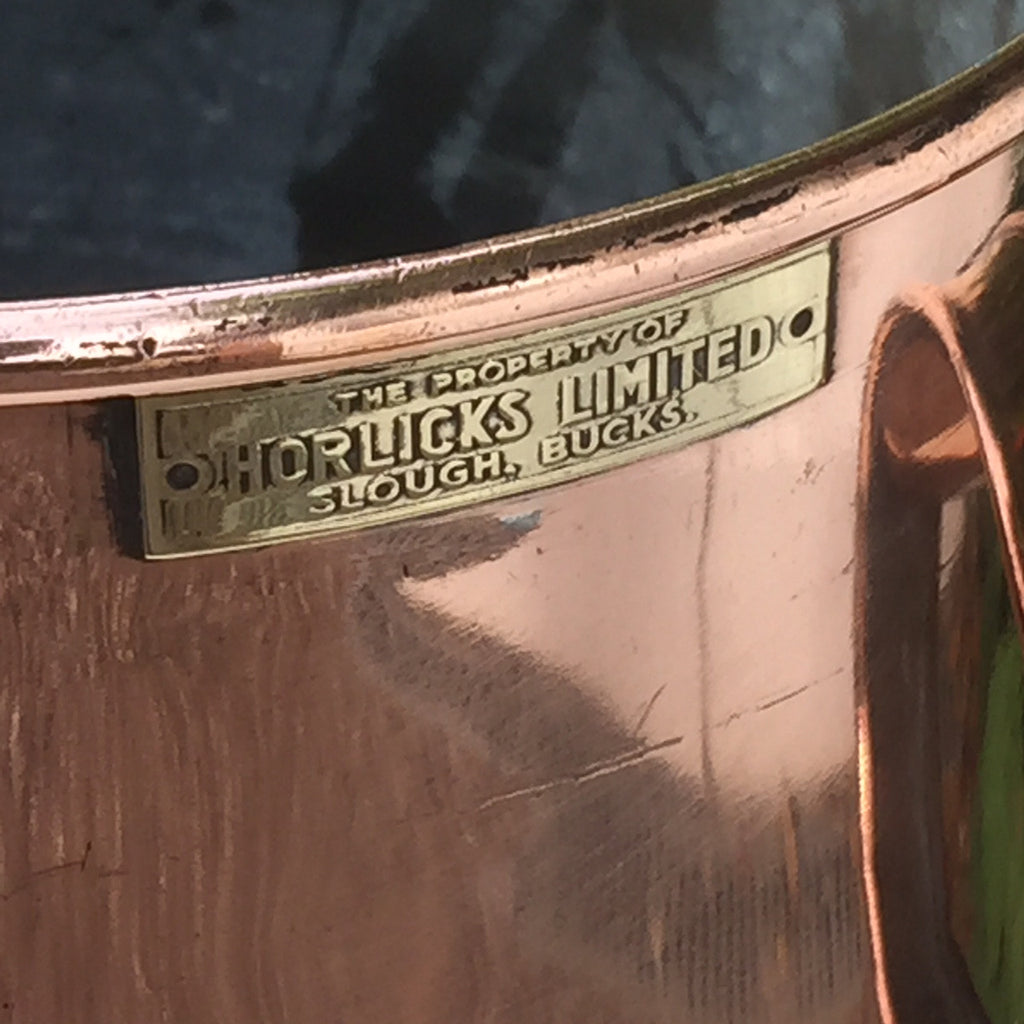 THE PROPERTY OF
HORLICKS LIMITED
SLOUGH, BUCKS.